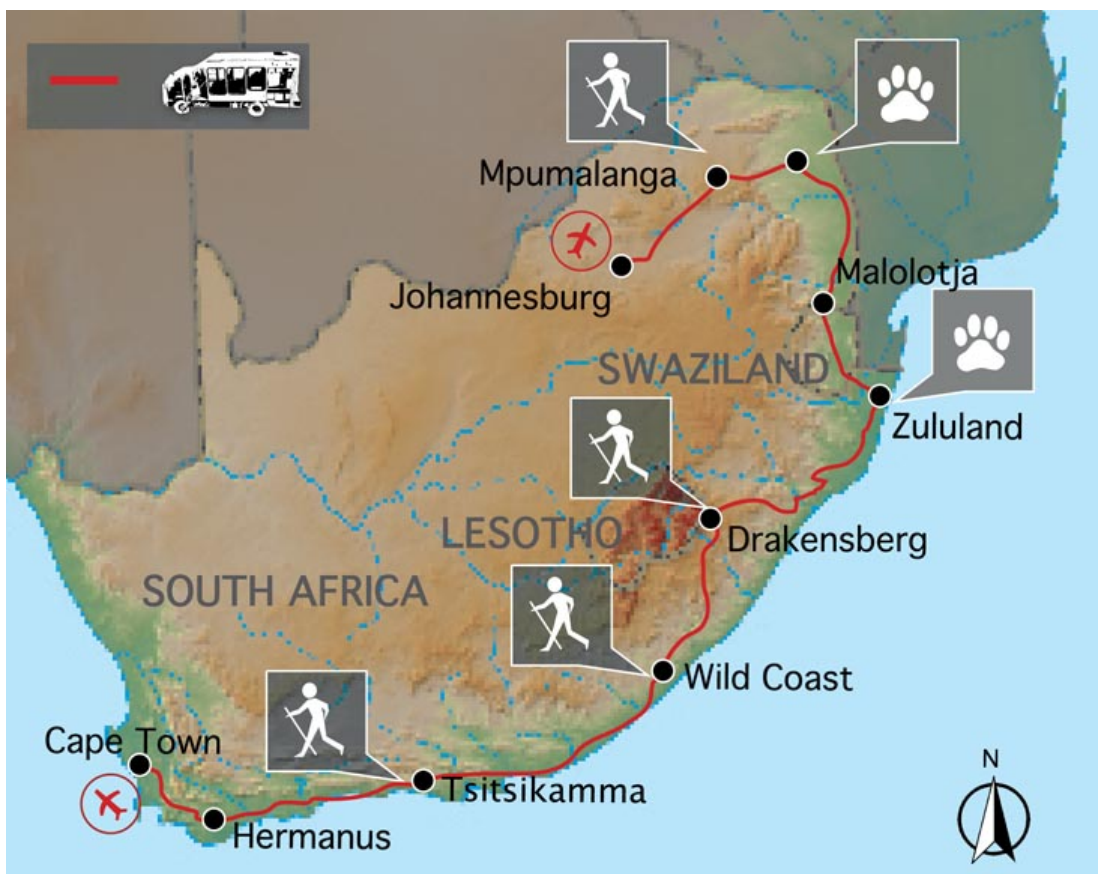 Mpumalanga
Johannesburg
Malolotja
SWAZILAND
Zululand
LESOTHO
Drakensberg
SOUTH AFRICA
Wild Coast
Cape Town
Tsitsikamma
Hermanus
N